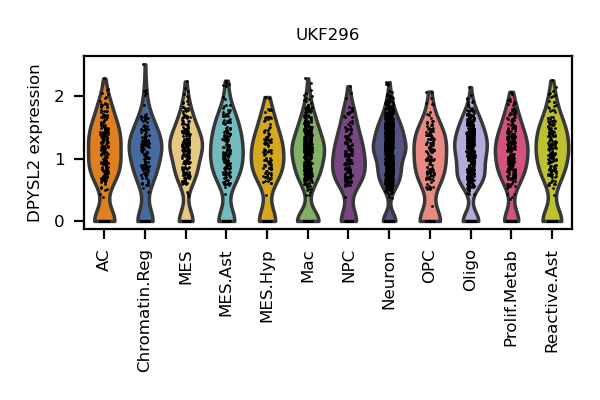 UKF296
DPYSL2 expression
2
1
0
AC
Chromatin.Reg
MES
MES.Ast
MES.Hyp
Mac
NPC
Neuron
OPC
Oligo
Prolif.Metab
Reactive.Ast